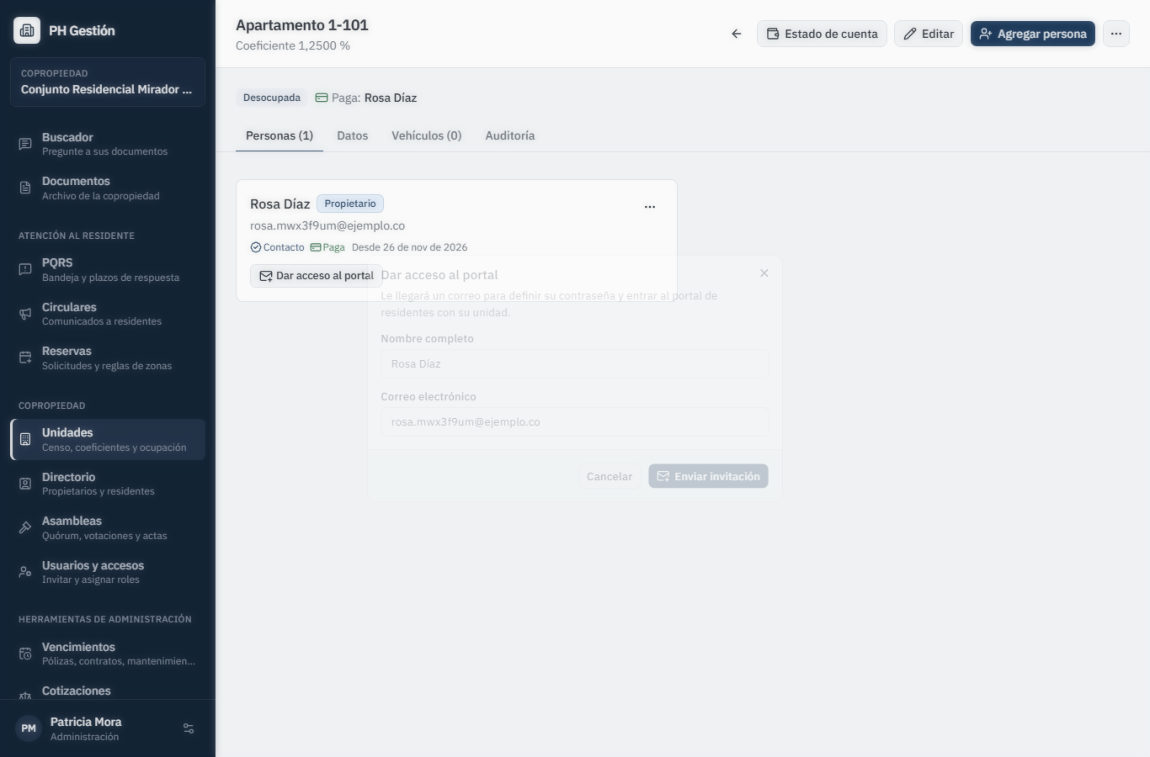 PH Gestión
COPROPIEDAD
Conjunto Residencial Mirador ...
Buscador
Pregunte a sus documentos
Documentos
Archivo de la copropiedad
ATENCIÓN AL RESIDENTE
PQRS
Bandeja y plazos de respuesta
Circulares
Comunicados a residentes
Reservas
Solicitudes y reglas de zonas
COPROPIEDAD
Unidades
Censo, coeficientes y ocupación
Directorio
Propietarios y residentes
Asambleas
Quórum, votaciones y actas
Usuarios y accesos
Invitar y asignar roles
HERRAMIENTAS DE ADMINISTRACIÓN
Vencimientos
Pólizas, contratos, mantenimien...
Cotizaciones
PM
Patricia Mora
Administración
Apartamento 1-101
Coeficiente 1,2500 %
Estado de cuenta
Editar
Agregar persona
Desocupada Paga: Rosa Díaz
Personas (1) Datos Vehículos (0) Auditoría
Rosa Díaz Propietario
rosa.mwx3f9um@ejemplo.co
Contacto Paga Desde 26 de nov de 2026
Dar acceso al portal
Dar acceso al portal
Le llegará un correo para definir su contraseña y entrar al portal de
residentes con su unidad.
Nombre completo
Rosa Díaz
Correo electrónico
rosa.mwx3f9um@ejemplo.co
Cancelar Enviar invitación